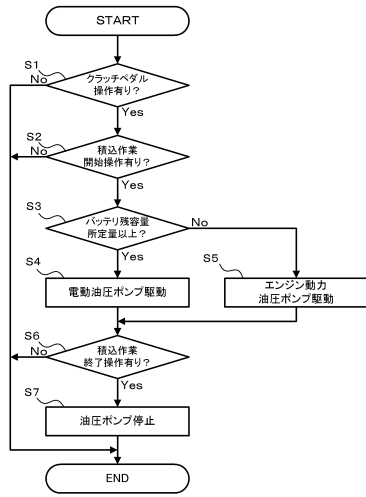 START
S1
No
クラッチペダル
操作有り?
Yes
S2
No
積込作業
開始操作有り?
Yes
S3
バッテリ残容量
所定量以上?
No
Yes
S4
電動油圧ポンプ駆動
S5
エンジン動力
油圧ポンプ駆動
S6
No
積込作業
終了操作有り?
Yes
S7
油圧ポンプ停止
END